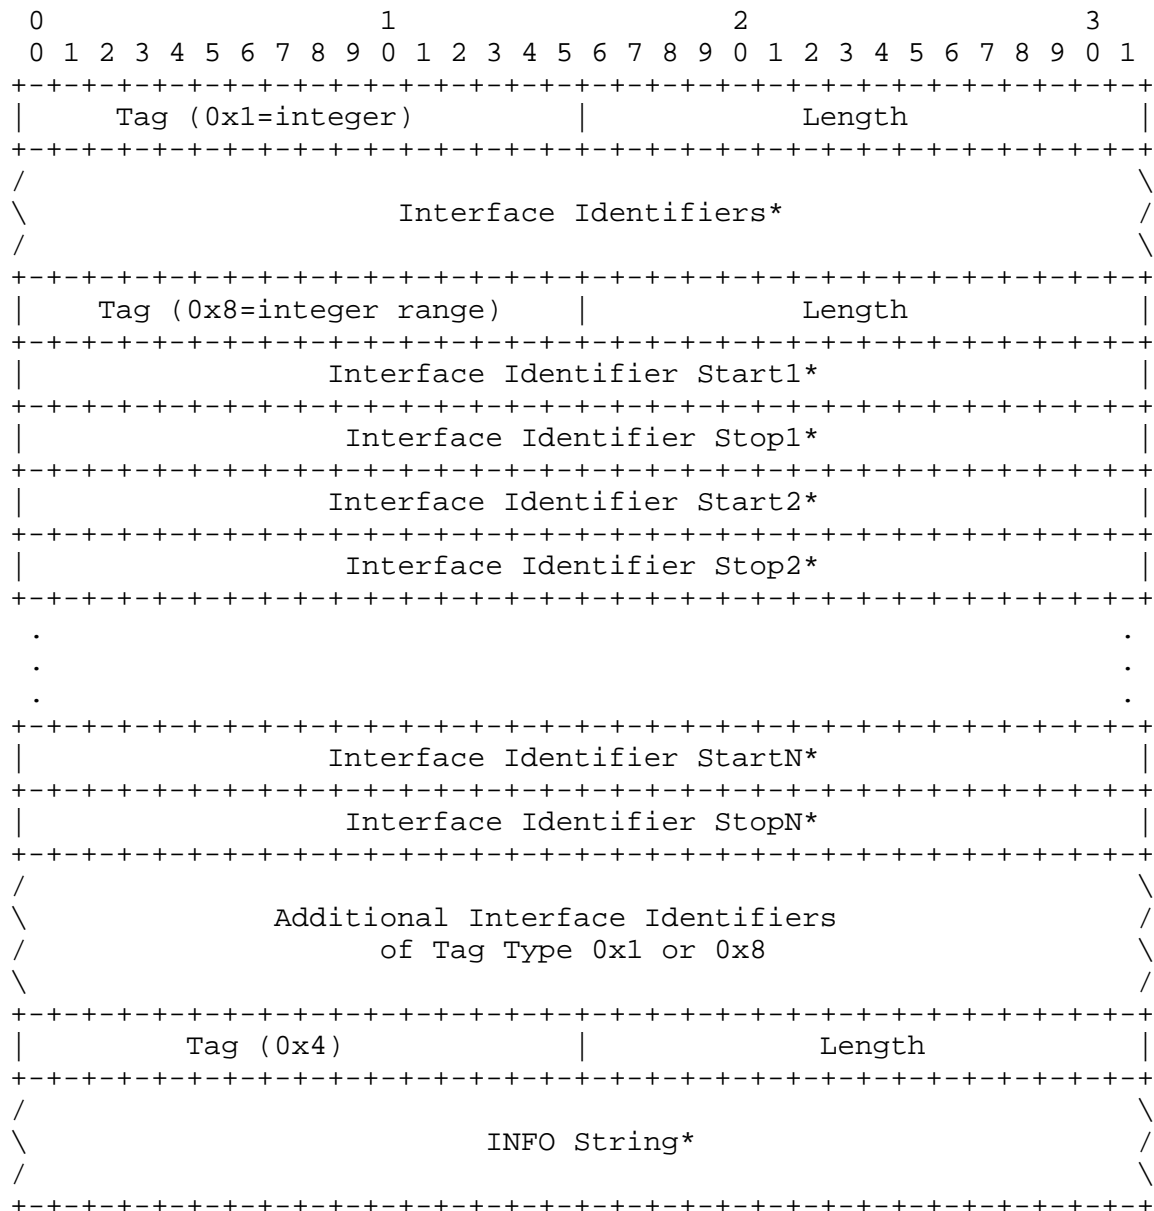 0                   1                   2                   3
 0 1 2 3 4 5 6 7 8 9 0 1 2 3 4 5 6 7 8 9 0 1 2 3 4 5 6 7 8 9 0 1
+-+-+-+-+-+-+-+-+-+-+-+-+-+-+-+-+-+-+-+-+-+-+-+-+-+-+-+-+-+-+-+-+
|     Tag (0x1=integer)         |            Length             |
+-+-+-+-+-+-+-+-+-+-+-+-+-+-+-+-+-+-+-+-+-+-+-+-+-+-+-+-+-+-+-+-+
/                                                               \
\                     Interface Identifiers*                    /
/                                                               \
+-+-+-+-+-+-+-+-+-+-+-+-+-+-+-+-+-+-+-+-+-+-+-+-+-+-+-+-+-+-+-+-+
|    Tag (0x8=integer range)    |            Length             |
+-+-+-+-+-+-+-+-+-+-+-+-+-+-+-+-+-+-+-+-+-+-+-+-+-+-+-+-+-+-+-+-+
|                 Interface Identifier Start1*                  |
+-+-+-+-+-+-+-+-+-+-+-+-+-+-+-+-+-+-+-+-+-+-+-+-+-+-+-+-+-+-+-+-+
|                  Interface Identifier Stop1*                  |
+-+-+-+-+-+-+-+-+-+-+-+-+-+-+-+-+-+-+-+-+-+-+-+-+-+-+-+-+-+-+-+-+
|                 Interface Identifier Start2*                  |
+-+-+-+-+-+-+-+-+-+-+-+-+-+-+-+-+-+-+-+-+-+-+-+-+-+-+-+-+-+-+-+-+
|                  Interface Identifier Stop2*                  |
+-+-+-+-+-+-+-+-+-+-+-+-+-+-+-+-+-+-+-+-+-+-+-+-+-+-+-+-+-+-+-+-+
 .                                                             .
 .                                                             .
 .                                                             .
+-+-+-+-+-+-+-+-+-+-+-+-+-+-+-+-+-+-+-+-+-+-+-+-+-+-+-+-+-+-+-+-+
|                 Interface Identifier StartN*                  |
+-+-+-+-+-+-+-+-+-+-+-+-+-+-+-+-+-+-+-+-+-+-+-+-+-+-+-+-+-+-+-+-+
|                  Interface Identifier StopN*                  |
+-+-+-+-+-+-+-+-+-+-+-+-+-+-+-+-+-+-+-+-+-+-+-+-+-+-+-+-+-+-+-+-+
/                                                               \
\              Additional Interface Identifiers                 /
/                    of Tag Type 0x1 or 0x8                     \
\                                                               /
+-+-+-+-+-+-+-+-+-+-+-+-+-+-+-+-+-+-+-+-+-+-+-+-+-+-+-+-+-+-+-+-+
|         Tag (0x4)             |             Length            |
+-+-+-+-+-+-+-+-+-+-+-+-+-+-+-+-+-+-+-+-+-+-+-+-+-+-+-+-+-+-+-+-+
/                                                               \
\                          INFO String*                         /
/                                                               \
+-+-+-+-+-+-+-+-+-+-+-+-+-+-+-+-+-+-+-+-+-+-+-+-+-+-+-+-+-+-+-+-+